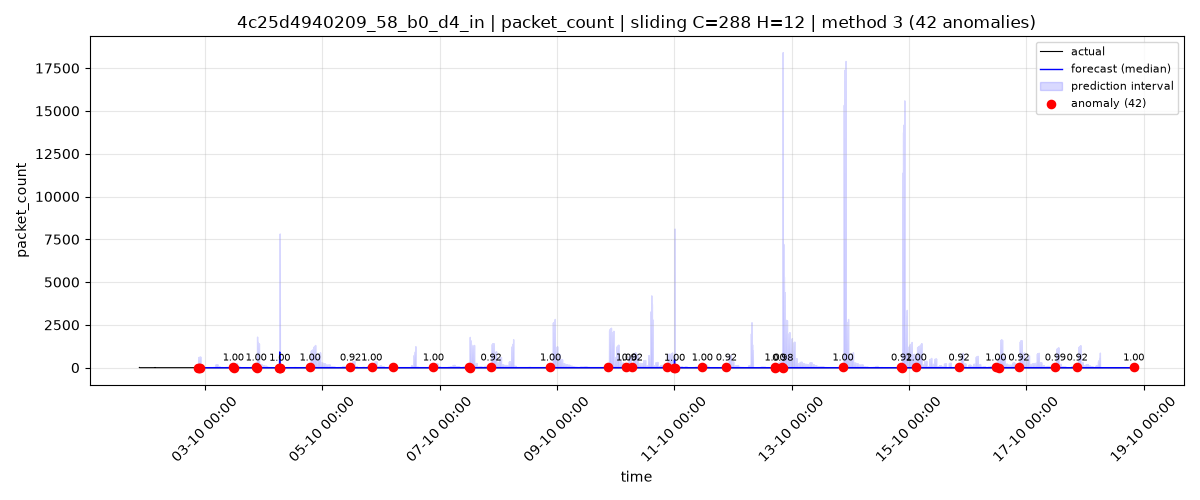 4c25d4940209_58_b0_d4_in | packet_count | sliding C=288 H=12 | method 3 (42 anomalies)
actual
forecast (median)
prediction interval
anomaly (42)
packet_count
17500
15000
12500
10000
7500
5000
2500
0
1.00 1.00 1.00 1.00 0.92 1.00 1.00 0.92 1.00 1.00 1.00 0.92 1.00 0.98 1.00 0.92 1.00 0.92 1.00 0.92 0.99 0.92 1.00
03-10 00:00
05-10 00:00
07-10 00:00
09-10 00:00
11-10 00:00
13-10 00:00
15-10 00:00
17-10 00:00
19-10 00:00
time